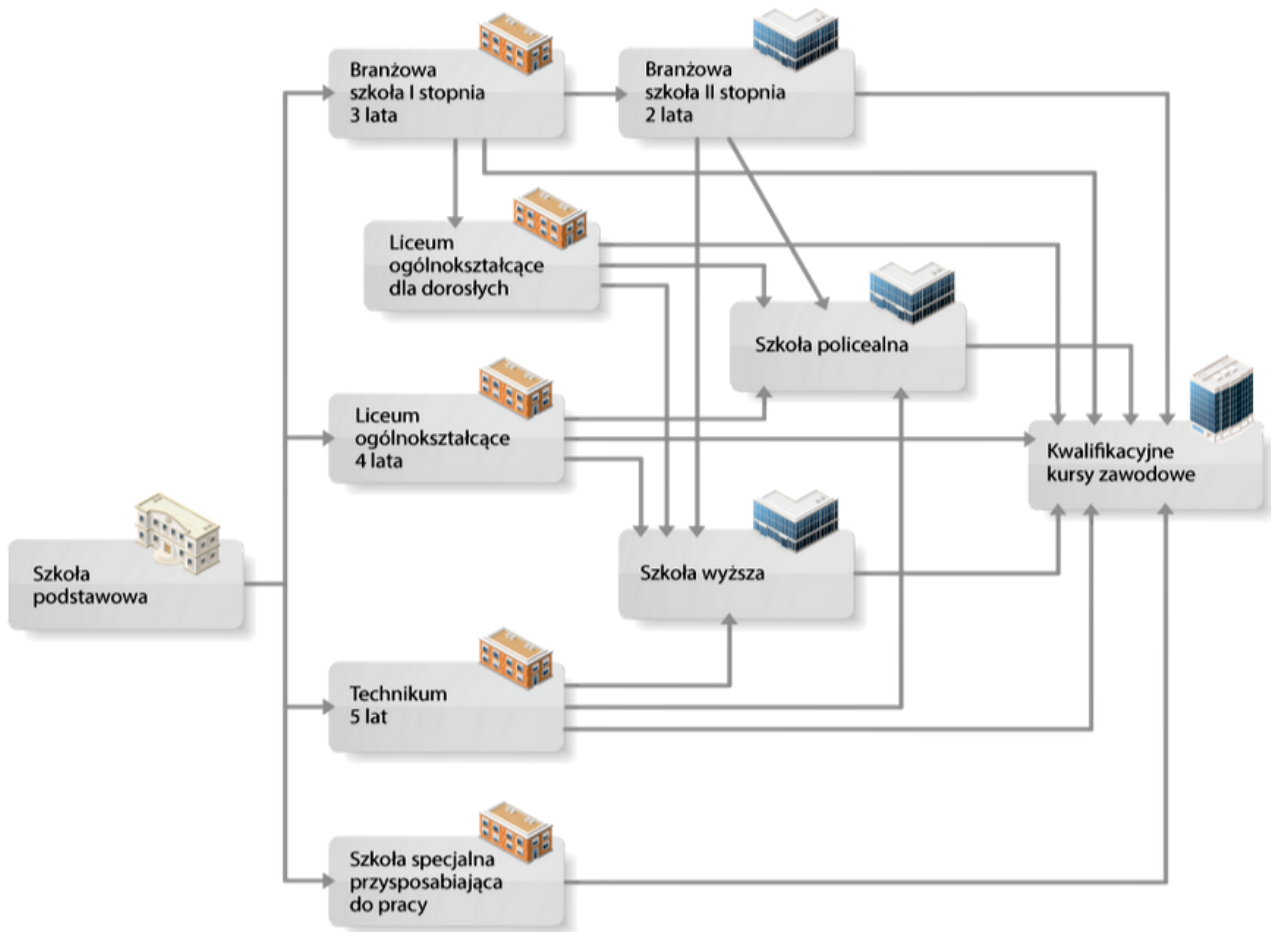 Branżowa
szkoła I stopnia
3 lata
Branżowa
szkoła II stopnia
2 lata
Liceum
ogólnokształcące
dla dorosłych
Szkoła policealna
Liceum
ogólnokształcące
4 lata
Kwalifikacyjne
kursy zawodowe
Szkoła
podstawowa
Szkoła wyższa
Technikum
5 lat
Szkoła specjalna
przysposabiająca
do pracy